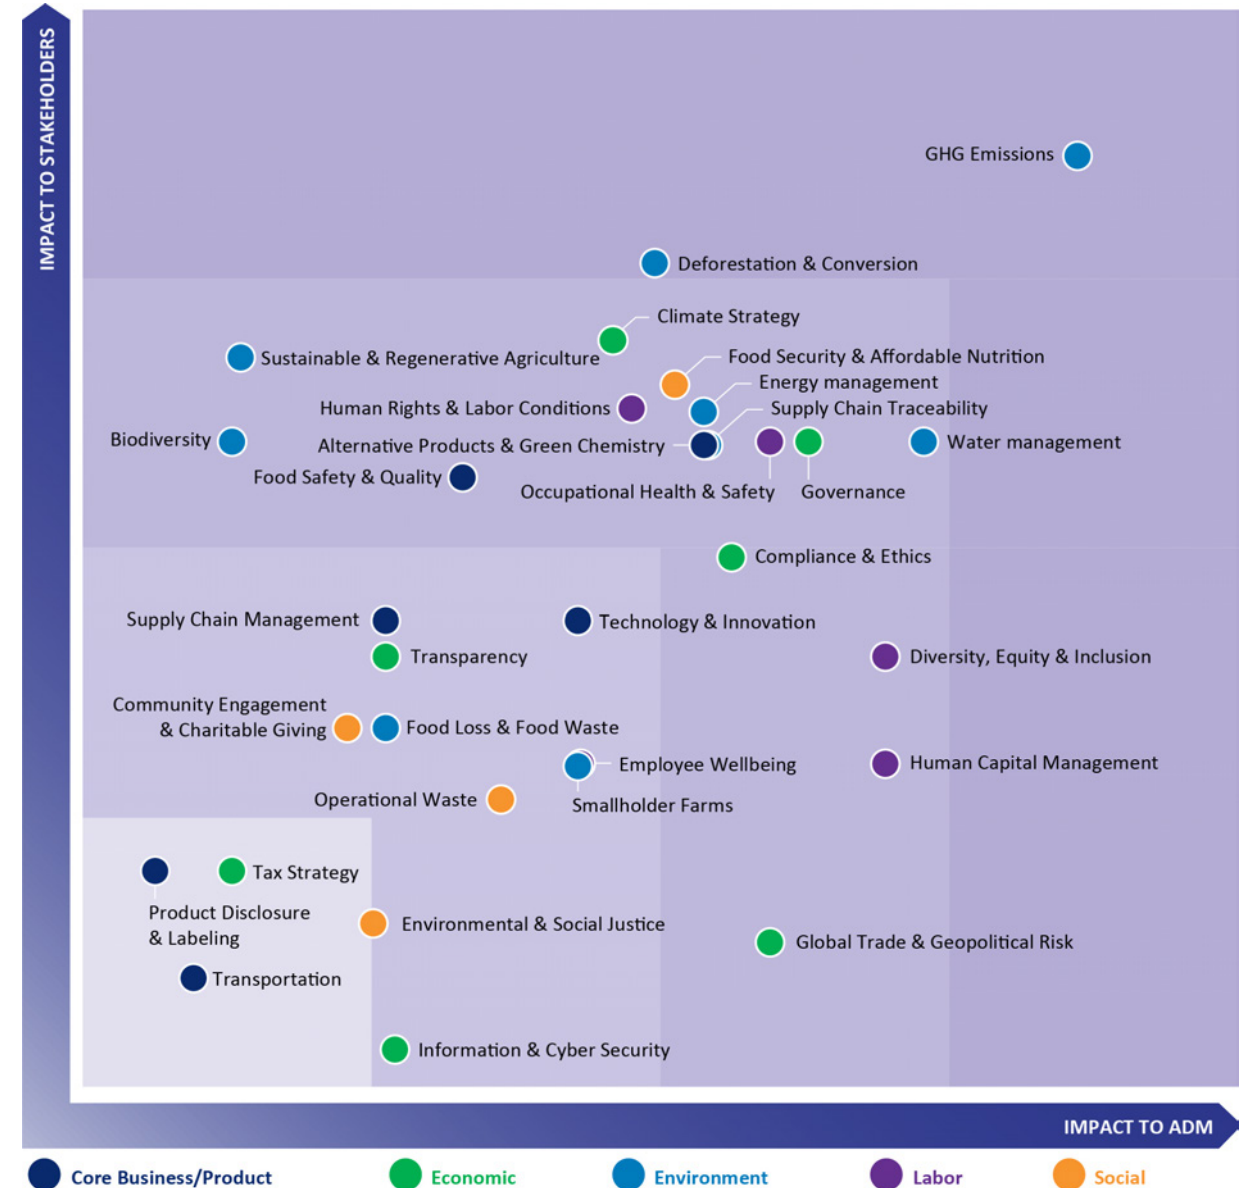 IMPACT TO STAKEHOLDERS
GHG Emissions
Deforestation & Conversion
Climate Strategy
Sustainable & Regenerative Agriculture
Food Security & Affordable Nutrition
Energy management
Human Rights & Labor Conditions
Supply Chain Traceability
Biodiversity
Alternative Products & Green Chemistry
Water management
Food Safety & Quality
Occupational Health & Safety
Governance
Compliance & Ethics
Supply Chain Management
Technology & Innovation
Transparency
Diversity, Equity & Inclusion
Community Engagement
& Charitable Giving
Food Loss & Food Waste
Employee Wellbeing
Human Capital Management
Operational Waste
Smallholder Farms
Tax Strategy
Product Disclosure
& Labeling
Environmental & Social Justice
Global Trade & Geopolitical Risk
Transportation
Information & Cyber Security
IMPACT TO ADM
Core Business/Product
Economic
Environment
Labor
Social